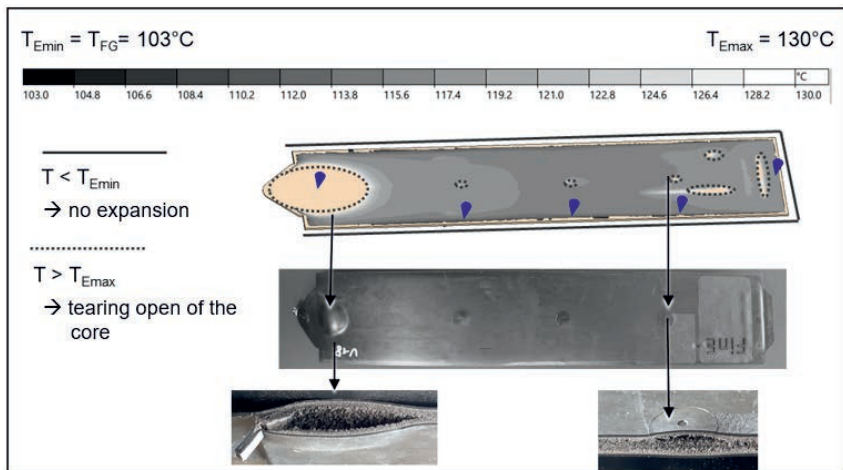 T_Emin = T_FG = 103°C
T_Emax = 130°C
°C
103.0 104.8 106.6 108.4 110.2 112.0 113.8 115.6 117.4 119.2 121.0 122.8 124.6 126.4 128.2 130.0
T < T_Emin
→ no expansion
T > T_Emax
→ tearing open of the
core